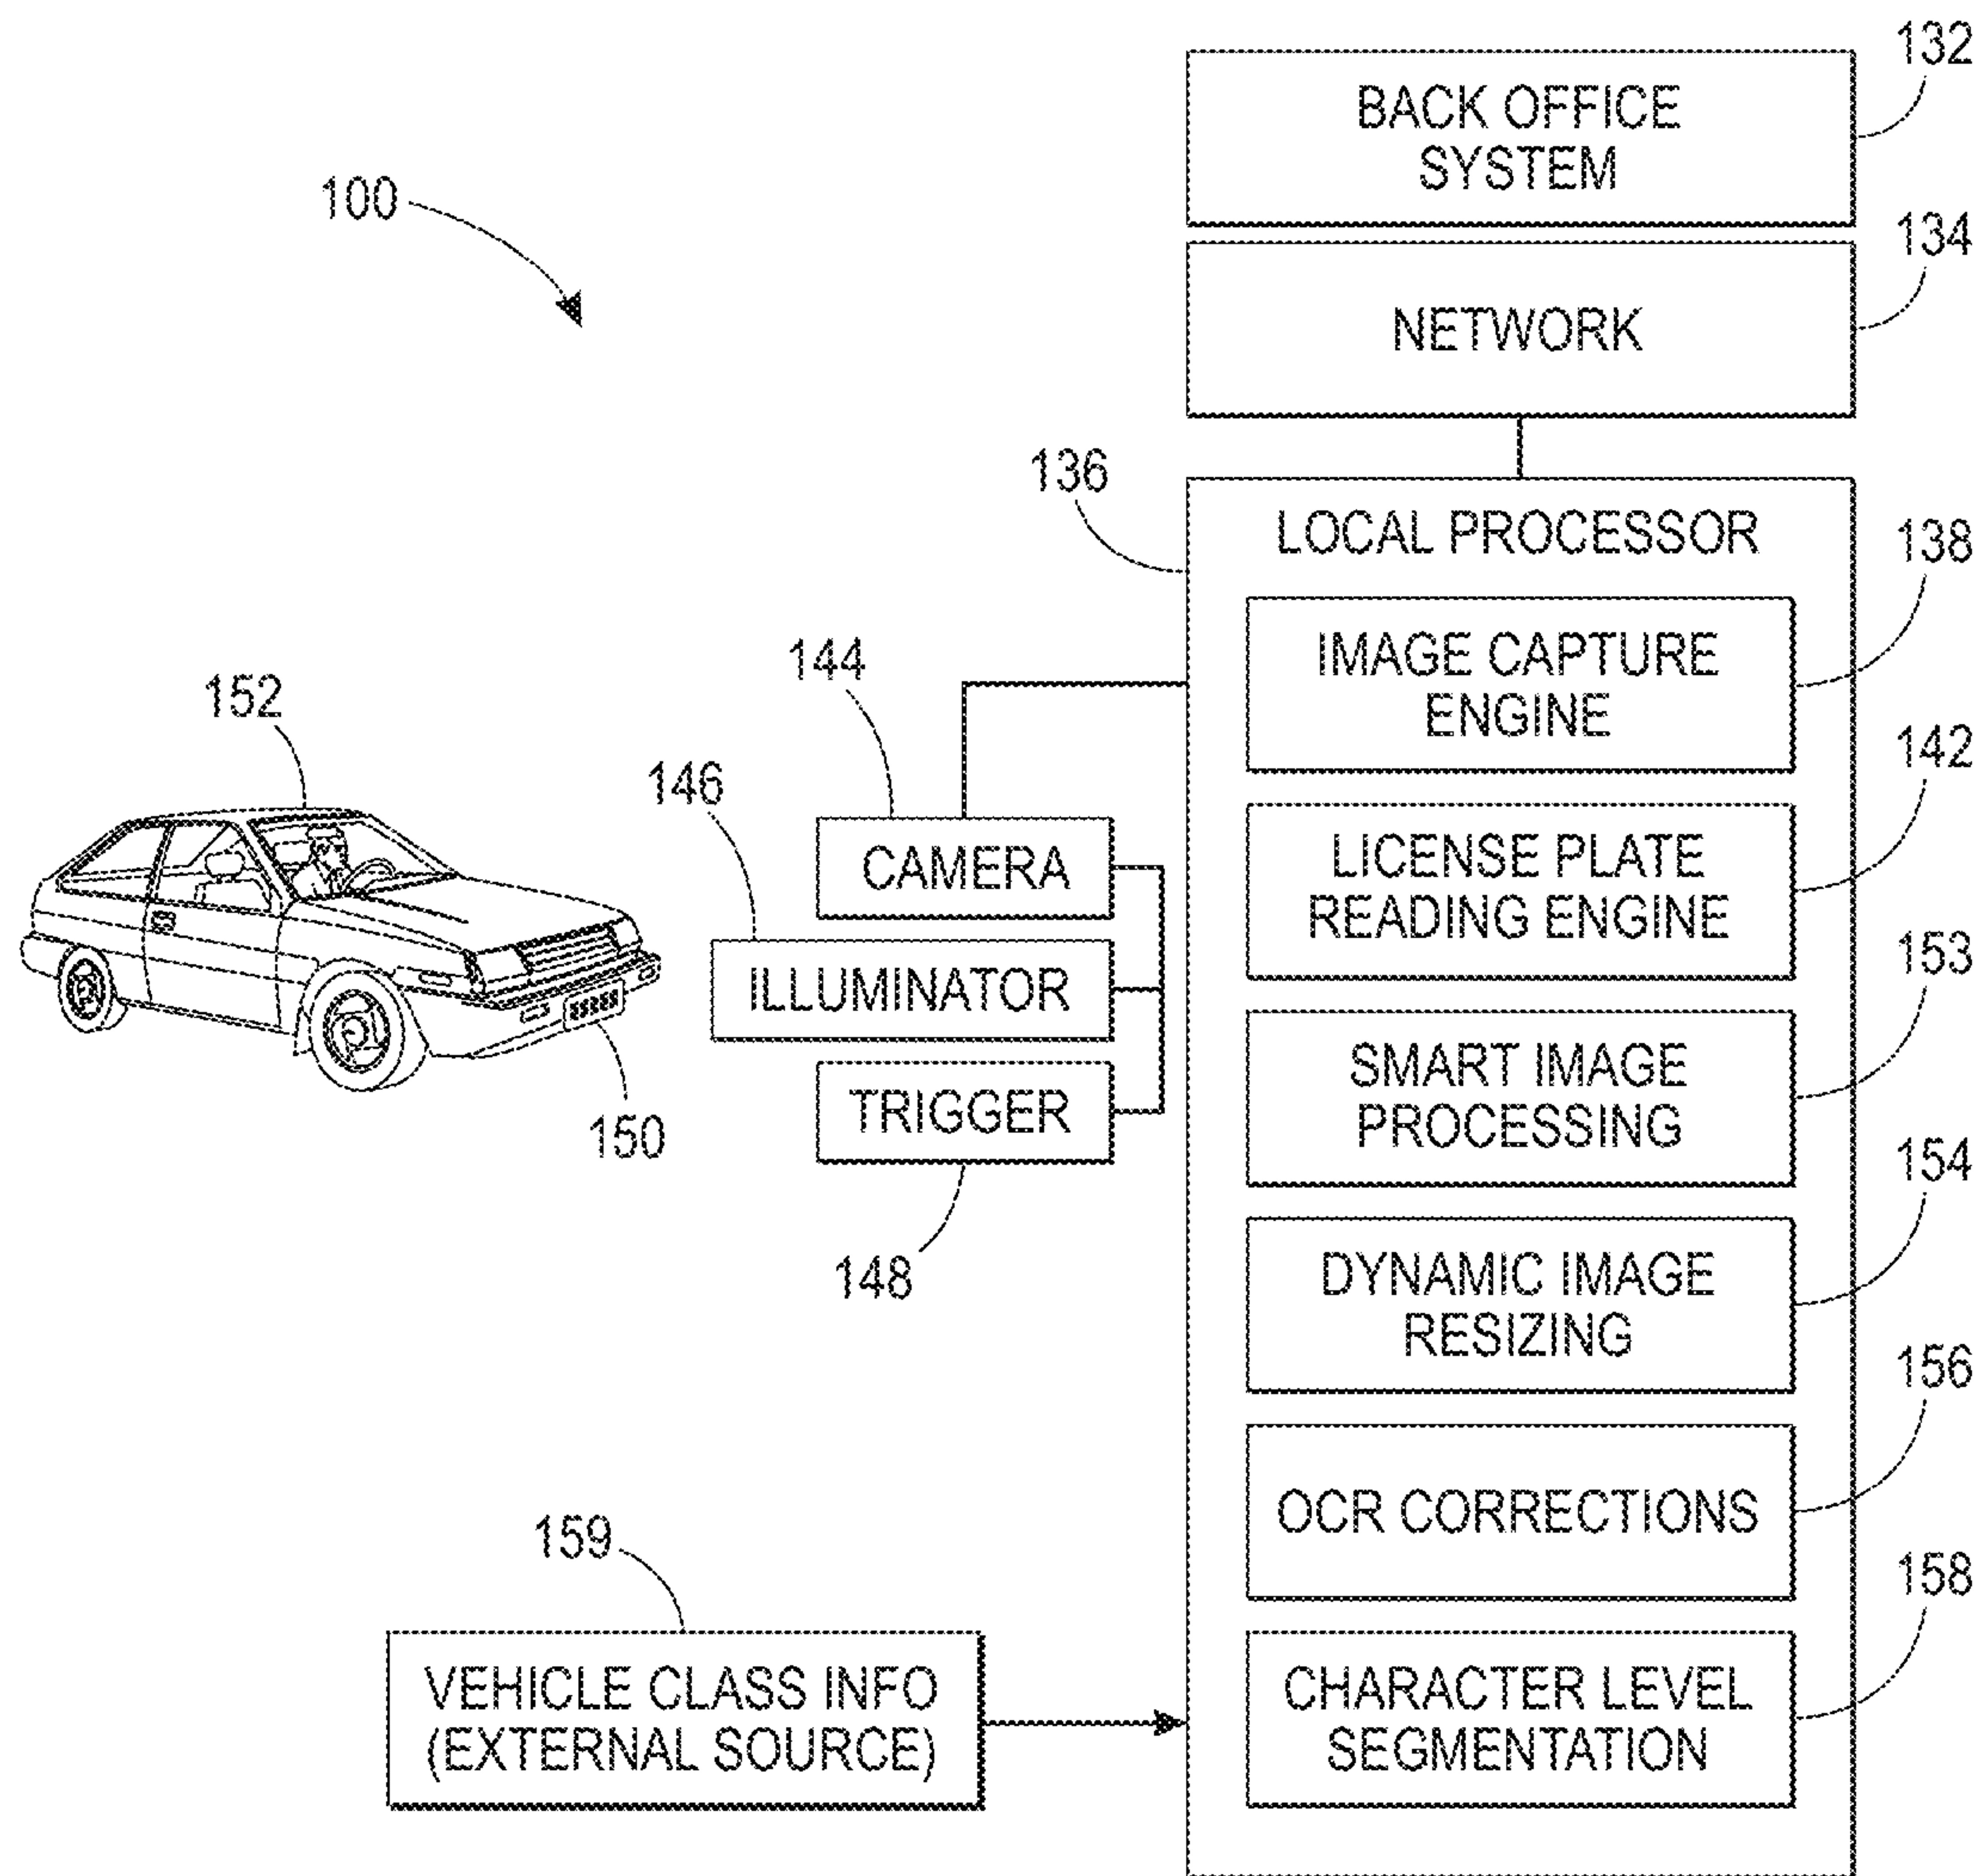 132
BACK OFFICE
SYSTEM
100
134
NETWORK
136
LOCAL PROCESSOR
138
IMAGE CAPTURE
ENGINE
144
152
142
146
CAMERA
LICENSE PLATE
READING ENGINE
153
ILLUMINATOR
SMART IMAGE
PROCESSING
TRIGGER
150
154
148
DYNAMIC IMAGE
RESIZING
156
OCR CORRECTIONS
159
158
VEHICLE CLASS INFO
(EXTERNAL SOURCE)
CHARACTER LEVEL
SEGMENTATION